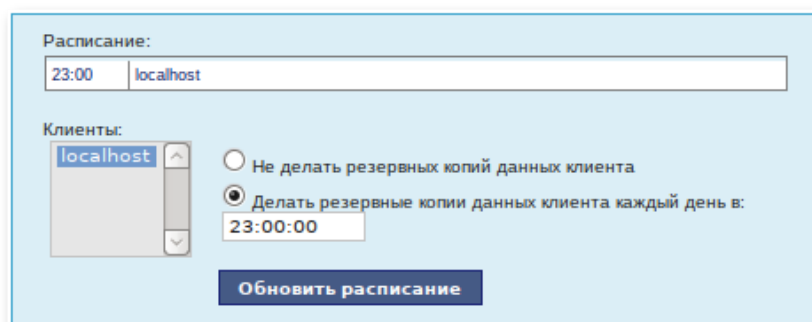 Расписание:
23:00 localhost
Клиенты:
localhost
Не делать резервных копий данных клиента
Делать резервные копии данных клиента каждый день в:
23:00:00
Обновить расписание